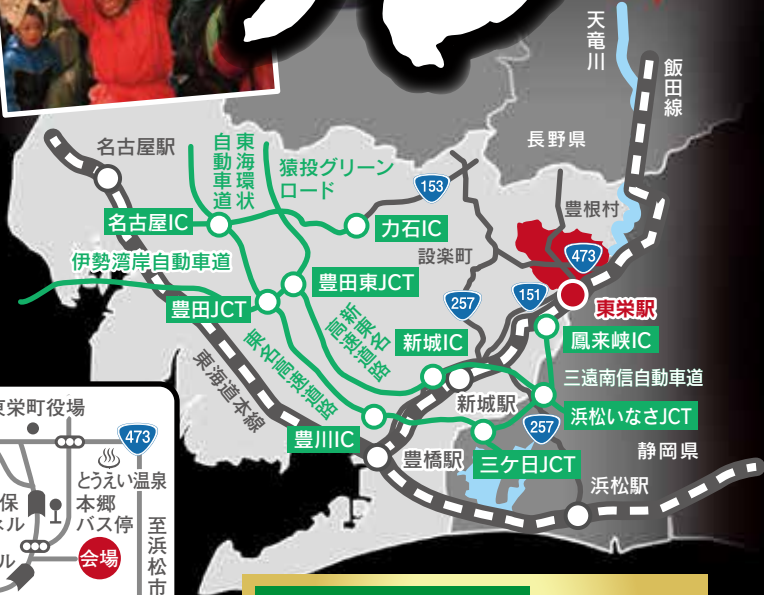 天竜川
飯田線
長野県
名古屋駅
東海環状
自動車道
猿投グリーン
ロード
153
豊根村
名古屋IC
力石IC
設楽町
473
伊勢湾岸自動車道
豊田東JCT
豊田JCT
257
151
東栄駅
新東名
高速道路
新城IC
鳳来峡IC
東名高速道路
東海道本線
三遠南信自動車道
新城駅
浜松いなさJCT
257
豊川IC
豊橋駅
三ケ日JCT
静岡県
浜松駅
東栄町役場
473
とうえい温泉
本郷
バス停
至浜松市
会場
保
ネル
ル